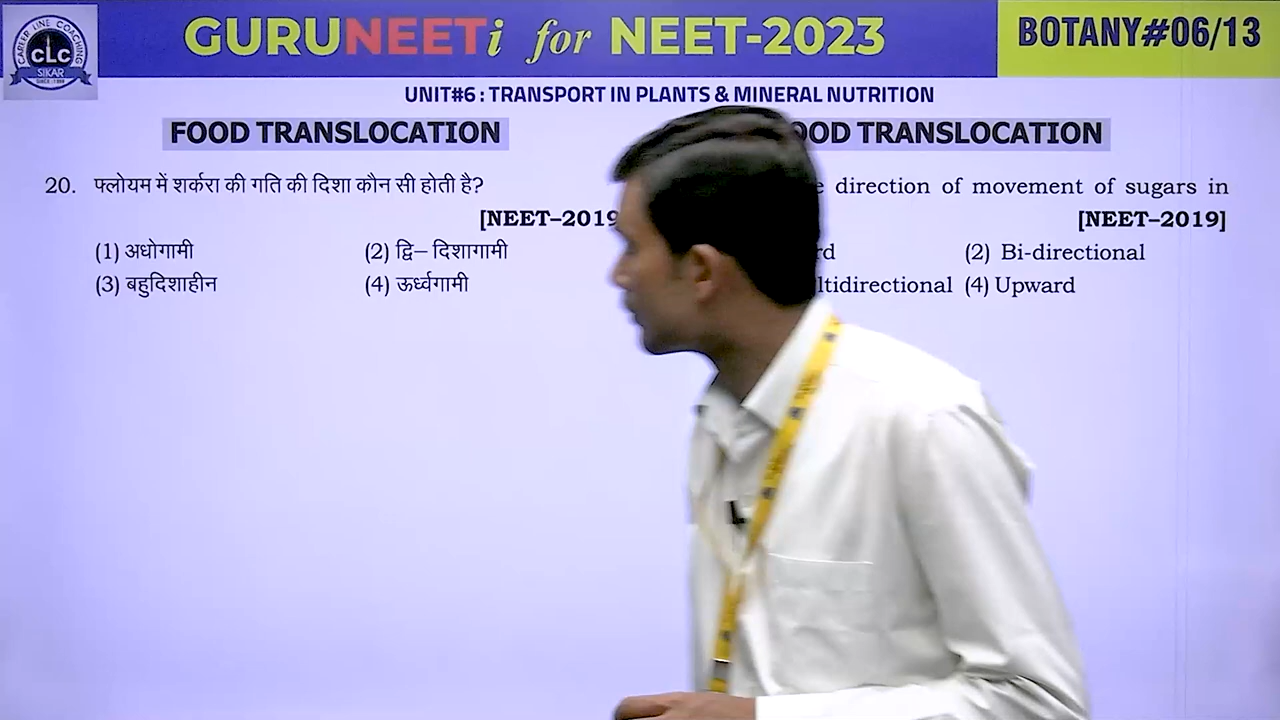 GURUNEETi for NEET-2023
BOTANY#06/13
CAREER LINE COACHING
CLC
SIKAR
UNIT#6 : TRANSPORT IN PLANTS & MINERAL NUTRITION
FOOD TRANSLOCATION
OOD TRANSLOCATION
20. फ्लोयम में शर्करा की गति की दिशा कौन सी होती है?
[NEET–2019
(1) अधोगामी (2) द्वि– दिशागामी
(3) बहुदिशाहीन (4) ऊर्ध्वगामी
direction of movement of sugars in
[NEET–2019]
rd (2) Bi-directional
ltidirectional (4) Upward